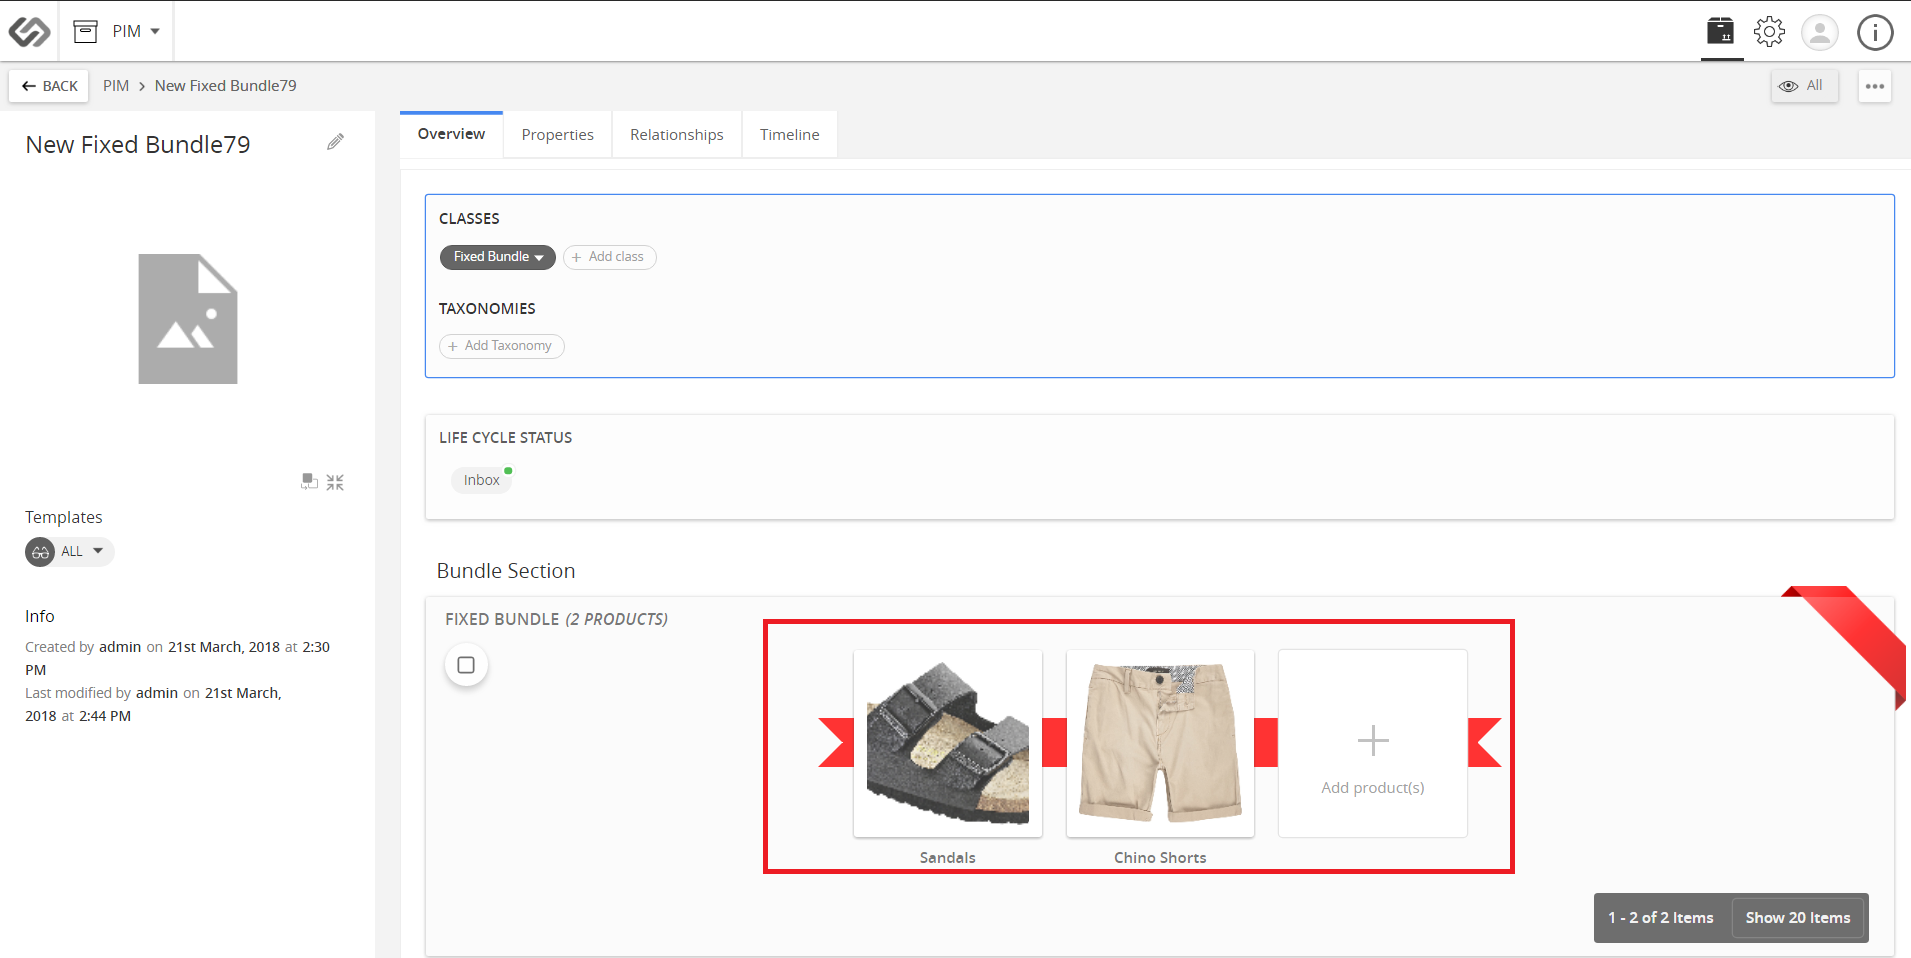 PIM
BACK
PIM > New Fixed Bundle79
All
New Fixed Bundle79
Templates
ALL
Info
Created by admin on 21st March, 2018 at 2:30
PM
Last modified by admin on 21st March,
2018 at 2:44 PM
Overview
Properties
Relationships
Timeline
CLASSES
Fixed Bundle
+ Add class
TAXONOMIES
+ Add Taxonomy
LIFE CYCLE STATUS
Inbox
Bundle Section
FIXED BUNDLE (2 PRODUCTS)
Add product(s)
Sandals
Chino Shorts
1 - 2 of 2 Items
Show 20 Items